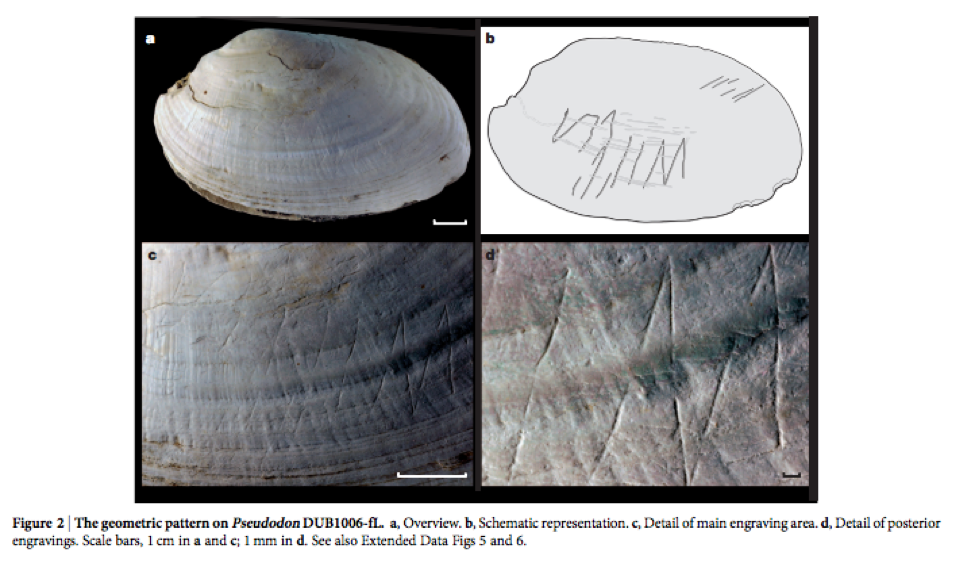 a
b
c
d
Figure 2 | The geometric pattern on Pseudodon DUB1006-fL. a, Overview. b, Schematic representation. c, Detail of main engraving area. d, Detail of posterior
engravings. Scale bars, 1 cm in a and c; 1 mm in d. See also Extended Data Figs 5 and 6.